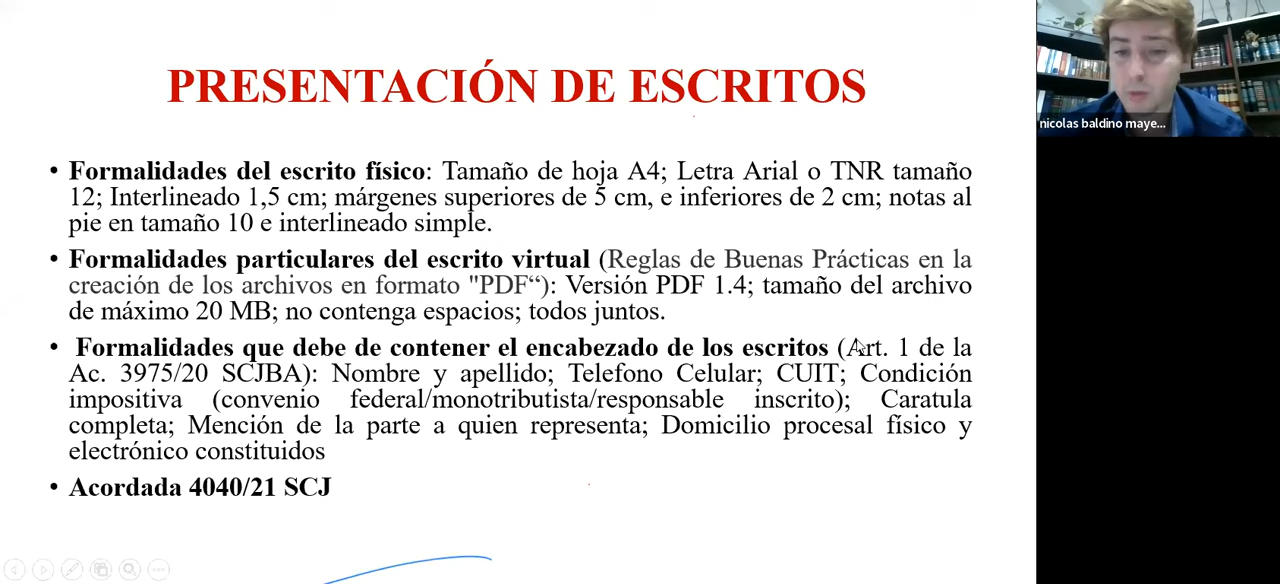 PRESENTACIÓN DE ESCRITOS
nicolas baldino maye...
• Formalidades del escrito físico: Tamaño de hoja A4; Letra Arial o TNR tamaño
12; Interlineado 1,5 cm; márgenes superiores de 5 cm, e inferiores de 2 cm; notas al
pie en tamaño 10 e interlineado simple.
• Formalidades particulares del escrito virtual (Reglas de Buenas Prácticas en la
creación de los archivos en formato "PDF“): Versión PDF 1.4; tamaño del archivo
de máximo 20 MB; no contenga espacios; todos juntos.
• Formalidades que debe de contener el encabezado de los escritos (Art. 1 de la
Ac. 3975/20 SCJBA): Nombre y apellido; Telefono Celular; CUIT; Condición
impositiva (convenio federal/monotributista/responsable inscrito); Caratula
completa; Mención de la parte a quien representa; Domicilio procesal físico y
electrónico constituidos
• Acordada 4040/21 SCJ